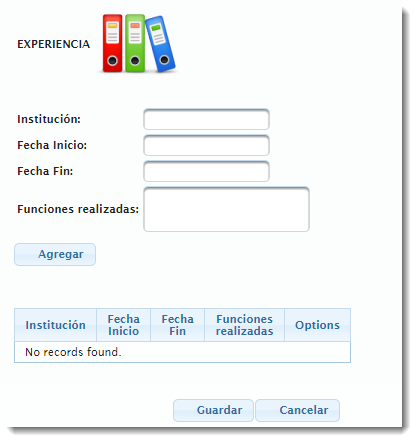 EXPERIENCIA
Institución:
Fecha Inicio:
Fecha Fin:
Funciones realizadas:
Agregar
Institución Fecha Inicio Fecha Fin Funciones realizadas Options
No records found.
Guardar Cancelar